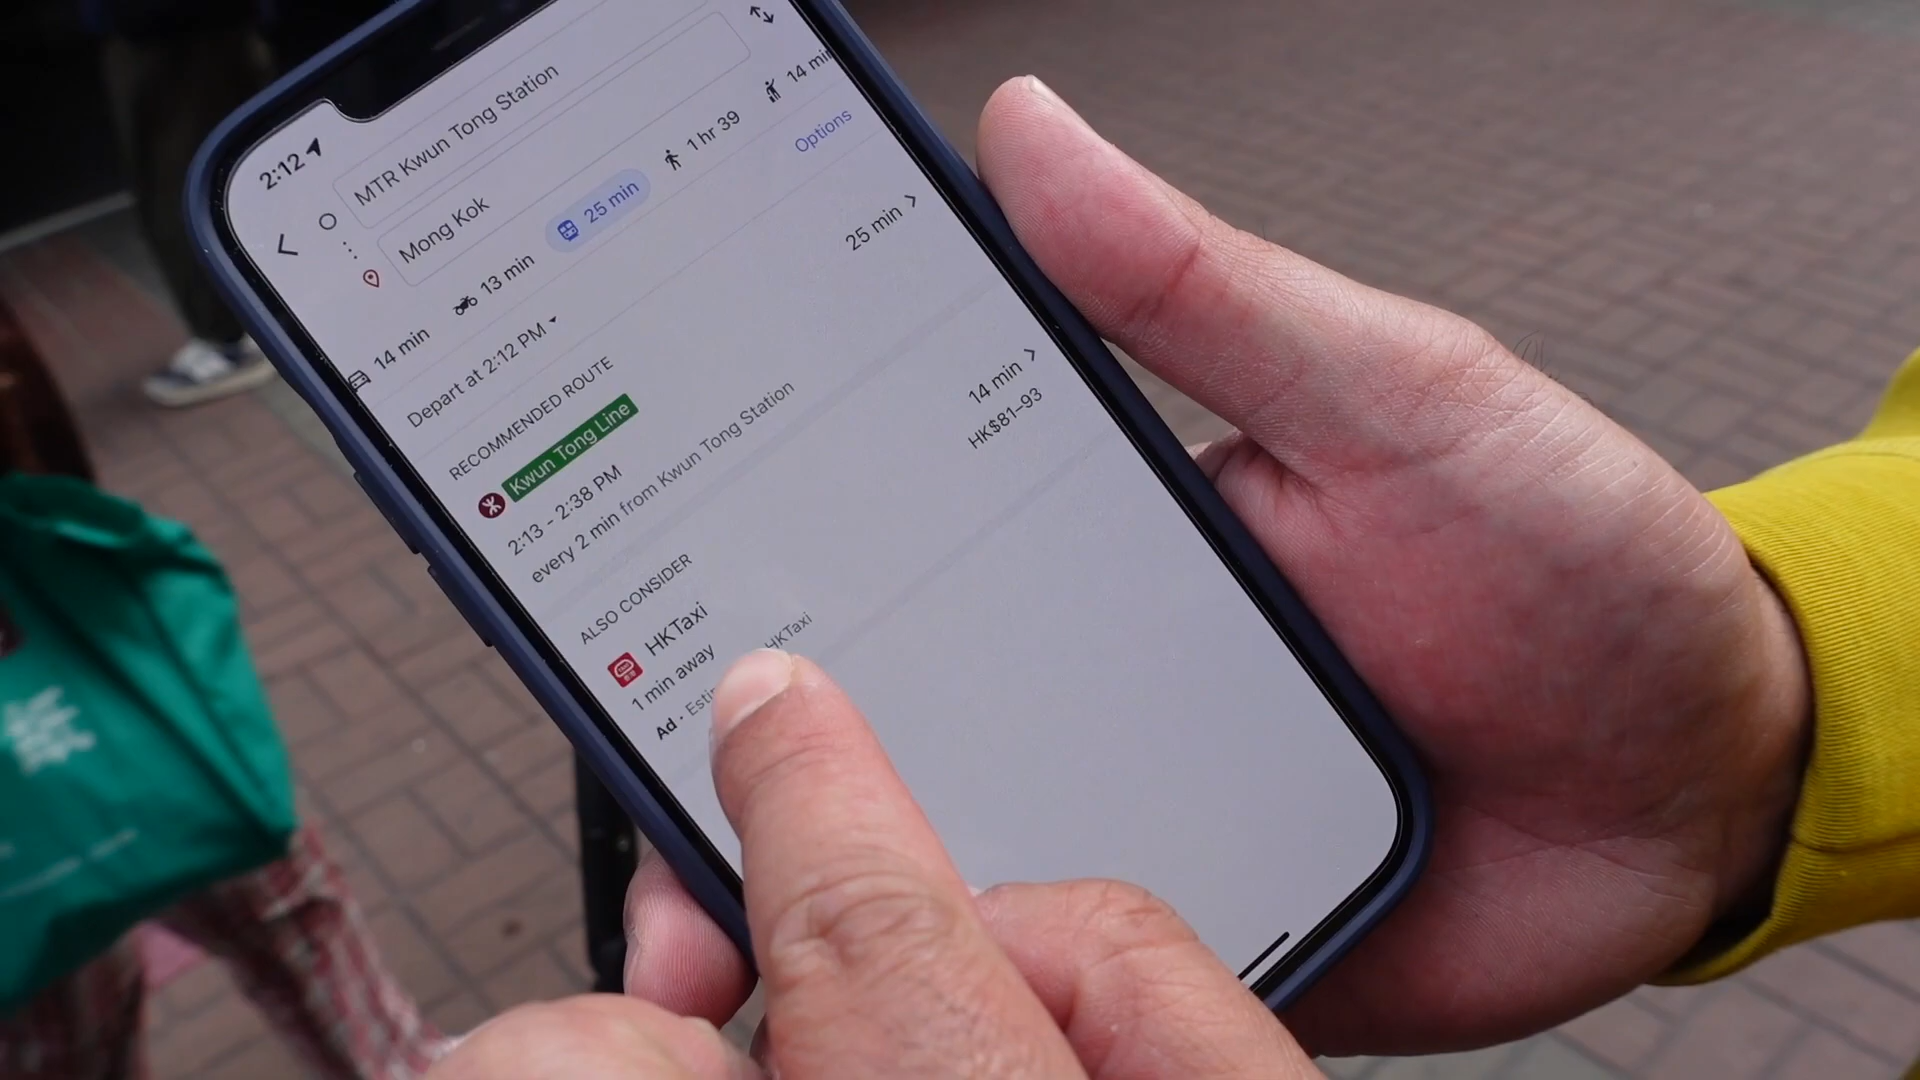 2:12
MTR Kwun Tong Station
Mong Kok
14 min
13 min
25 min
1 hr 39
14 min
Depart at 2:12 PM
Options
RECOMMENDED ROUTE
Kwun Tong Line
25 min
2:13 - 2:38 PM
every 2 min from Kwun Tong Station
ALSO CONSIDER
HKTaxi
14 min
1 min away
HK$81–93
Ad · HKTaxi